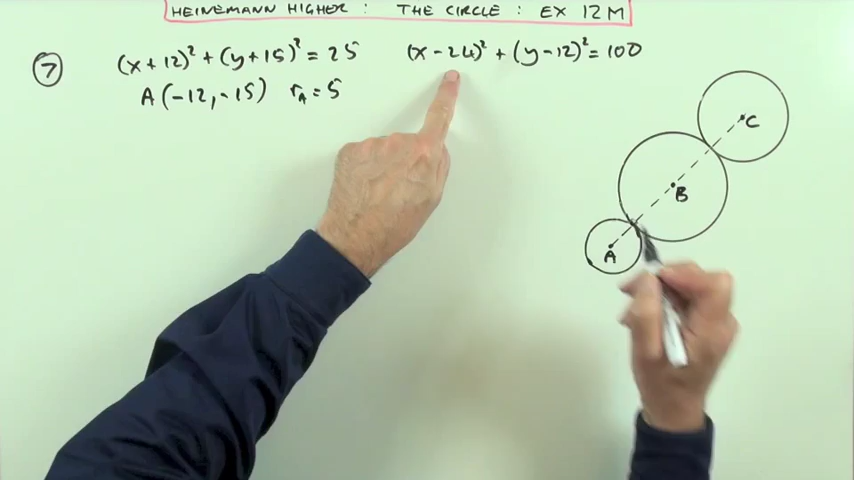 HEINEMANN HIGHER : THE CIRCLE : EX 12M
7 (x+12)² + (y+15)² = 25 (x-24)² + (y-12)² = 100
A(-12,-15) r_A = 5
C
B
A